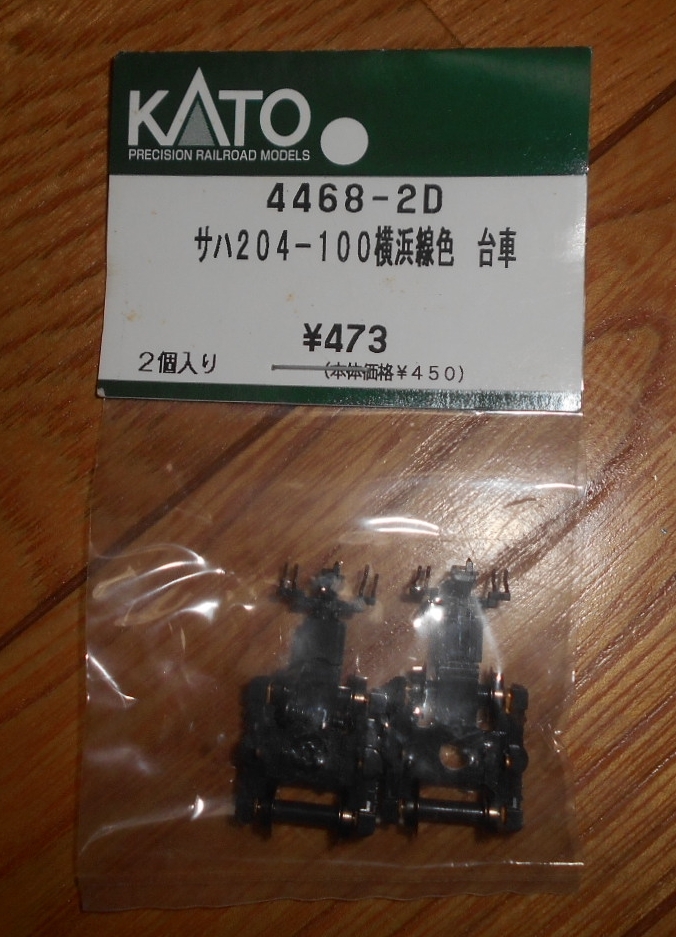 KATO
PRECISION RAILROAD MODELS
4468-2D
サハ204-100横浜線色 台車
¥473
2個入り
(本体価格¥450)